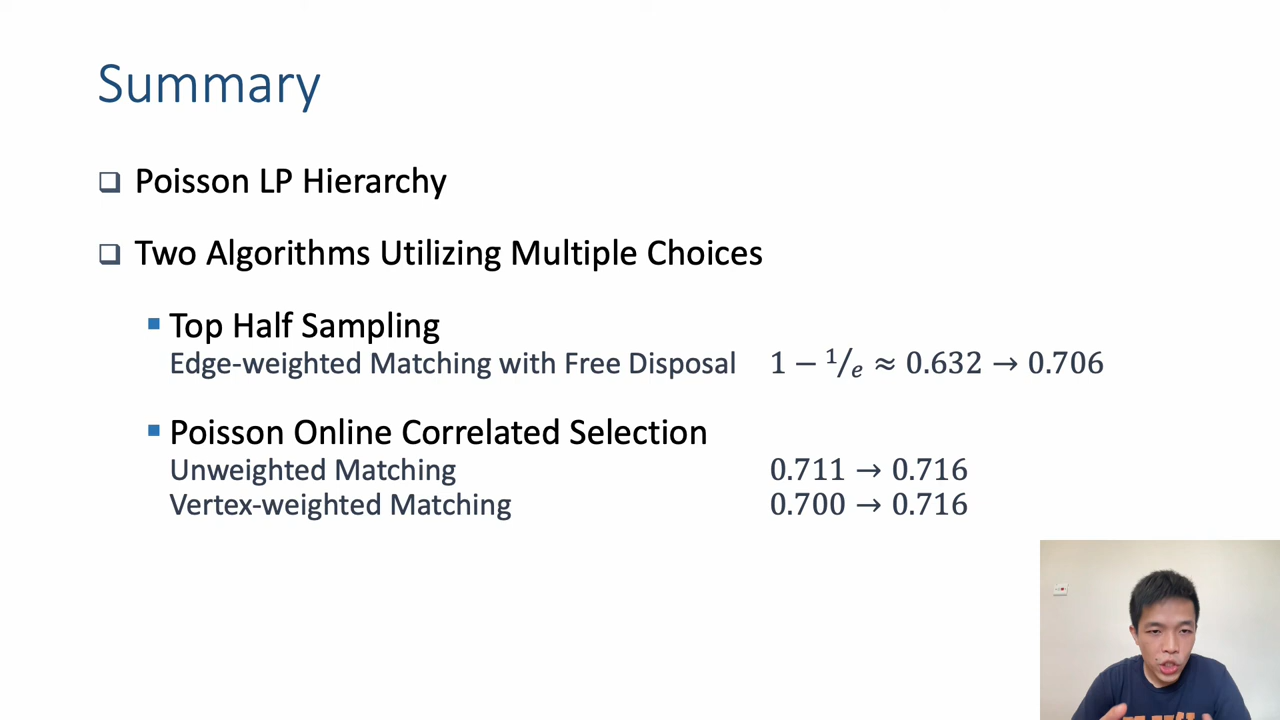 Summary
Poisson LP Hierarchy
Two Algorithms Utilizing Multiple Choices
Top Half Sampling
Edge-weighted Matching with Free Disposal 1 − 1/e ≈ 0.632 → 0.706
Poisson Online Correlated Selection
Unweighted Matching 0.711 → 0.716
Vertex-weighted Matching 0.700 → 0.716